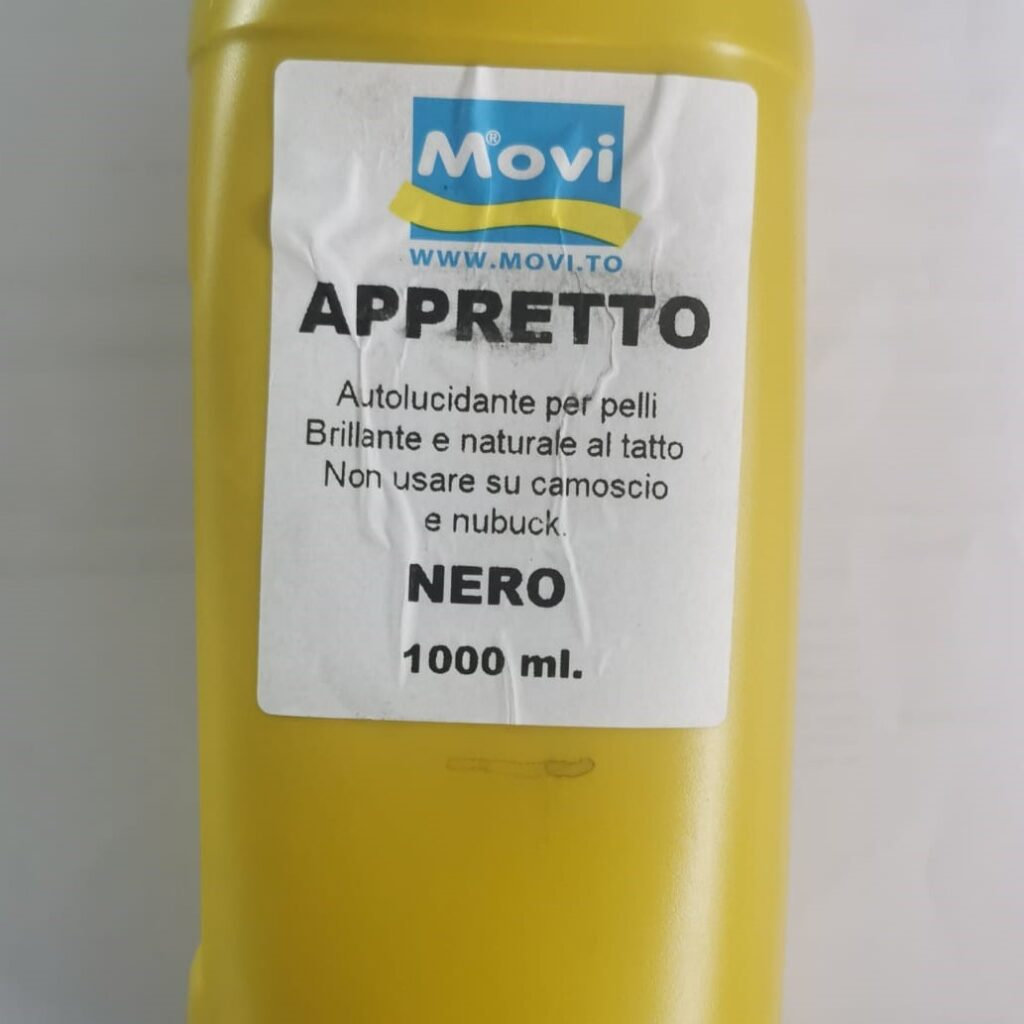 Movi®
WWW.MOVI.TO
APPRETTO
Autolucidante per pelli
Brillante e naturale al tatto
Non usare su camoscio
e nubuck.
NERO
1000 ml.